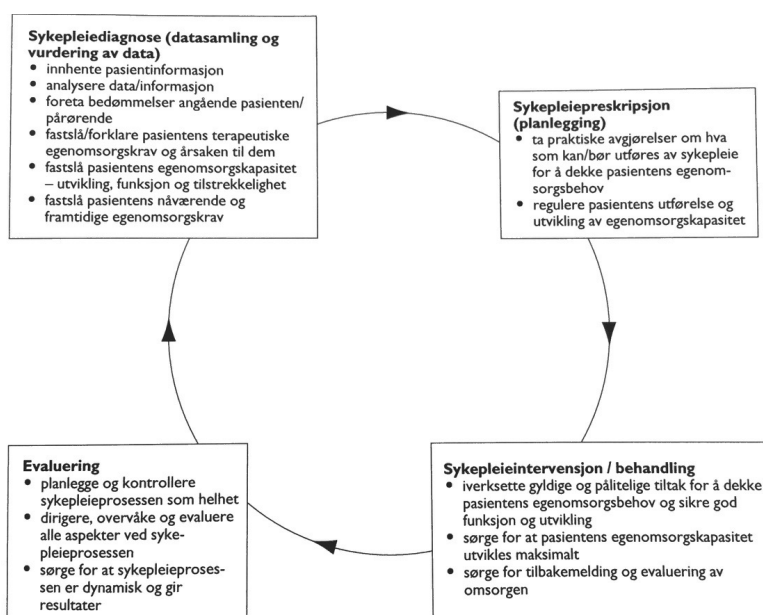 Sykepleiediagnose (datasamling og
vurdering av data)
• innhente pasientinformasjon
• analysere data/informasjon
• foreta bedømmelser angående pasienten/
pårørende
• fastslå/forklare pasientens terapeutiske
egenomsorgskrav og årsaken til dem
• fastslå pasientens egenomsorgskapasitet
– utvikling, funksjon og tilstrekkelighet
• fastslå pasientens nåværende og
framtidige egenomsorgskrav
Sykepleiepreskripsjon
(planlegging)
• ta praktiske avgjørelser om hva
som kan/bør utføres av sykepleie
for å dekke pasientens egenom-
sorgsbehov
• regulere pasientens utførelse og
utvikling av egenomsorgskapasitet
Sykepleieintervensjon / behandling
• iverksette gyldige og pålitelige tiltak for å dekke
pasientens egenomsorgsbehov og sikre god
funksjon og utvikling
• sørge for at pasientens egenomsorgskapasitet
utvikles maksimalt
• sørge for tilbakemelding og evaluering av
omsorgen
Evaluering
• planlegge og kontrollere
sykepleieprosessen som helhet
• dirigere, overvåke og evaluere
alle aspekter ved syke-
pleieprosessen
• sørge for at sykepleieproses-
sen er dynamisk og gir
resultater